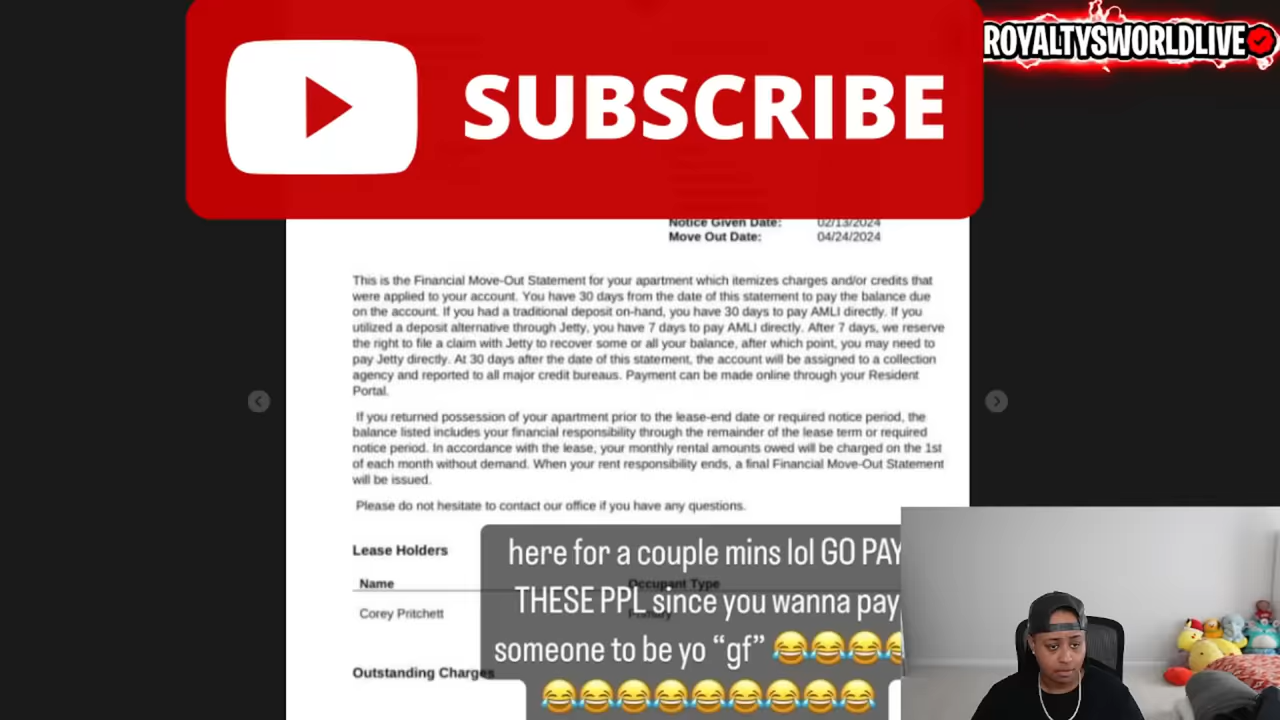 ROYALTYSWORLDLIVE
SUBSCRIBE
Notice Given Date: 02/13/2024
Move Out Date: 04/24/2024
This is the Financial Move-Out Statement for your apartment which itemizes charges and/or credits that
were applied to your account. You have 30 days from the date of this statement to pay the balance due
on the account. If you had a traditional deposit on-hand, you have 30 days to pay AMLI directly. If you
utilized a deposit alternative through Jetty, you have 7 days to pay AMLI directly. After 7 days, we reserve
the right to file a claim with Jetty to recover some or all your balance, after which point, you may need to
pay Jetty directly. At 30 days after the date of this statement, the account will be assigned to a collection
agency and reported to all major credit bureaus. Payment can be made online through your Resident
Portal.
If you returned possession of your apartment prior to the lease-end date or required notice period, the
balance listed includes your financial responsibility through the remainder of the lease term or required
notice period. In accordance with the lease, your monthly rental amounts owed will be charged on the 1st
of each month without demand. When your rent responsibility ends, a final Financial Move-Out Statement
will be issued.
Please do not hesitate to contact our office if you have any questions.
Lease Holders
Name Occupant Type
Corey Pritchett Primary
Outstanding Charges
here for a couple mins lol GO PAY
THESE PPL since you wanna pay
someone to be yo “gf” 😂😂😂😂
😂😂😂😂😂😂😂😂😂